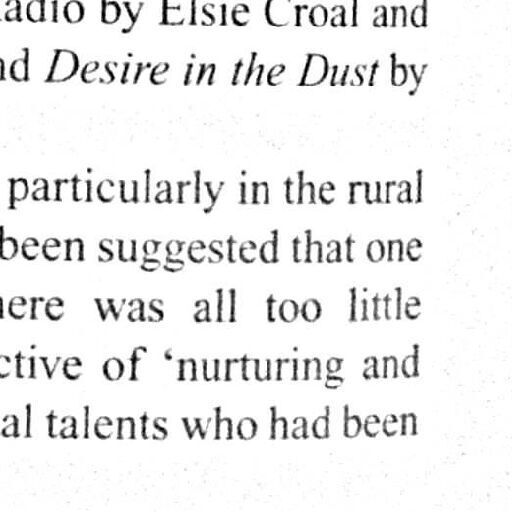 adio by Elsie Croal and
nd Desire in the Dust by
particularly in the rural
been suggested that one
ere was all too little
ctive of ‘nurturing and
al talents who had been